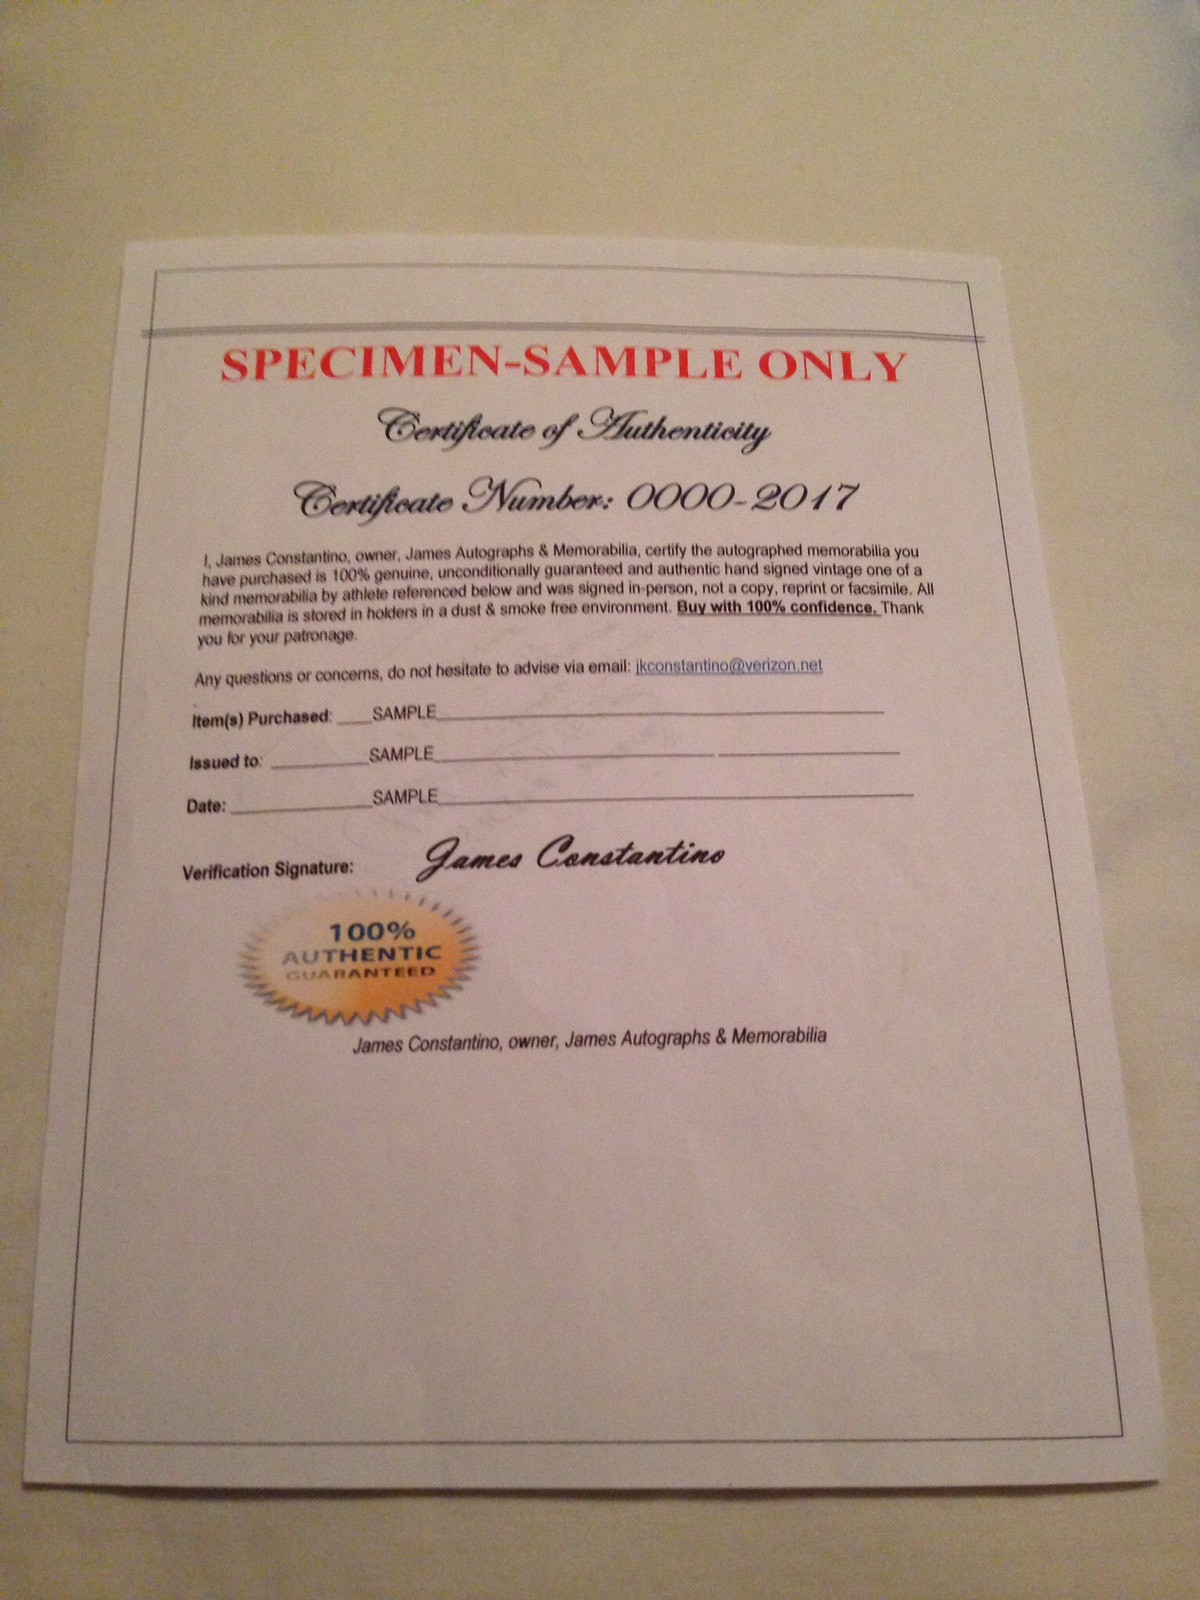 SPECIMEN-SAMPLE ONLY
Certificate of Authenticity
Certificate Number: 0000-2017
I, James Constantino, owner, James Autographs & Memorabilia, certify the autographed memorabilia you
have purchased is 100% genuine, unconditionally guaranteed and authentic hand signed vintage one of a
kind memorabilia by athlete referenced below and was signed in-person, not a copy, reprint or facsimile. All
memorabilia is stored in holders in a dust & smoke free environment. Buy with 100% confidence. Thank
you for your patronage.
Any questions or concerns, do not hesitate to advise via email: jkconstantino@verizon.net
Item(s) Purchased: ____SAMPLE____
Issued to: ____SAMPLE____
Date: ____SAMPLE____
Verification Signature: James Constantino
100%
AUTHENTIC
GUARANTEED
James Constantino, owner, James Autographs & Memorabilia